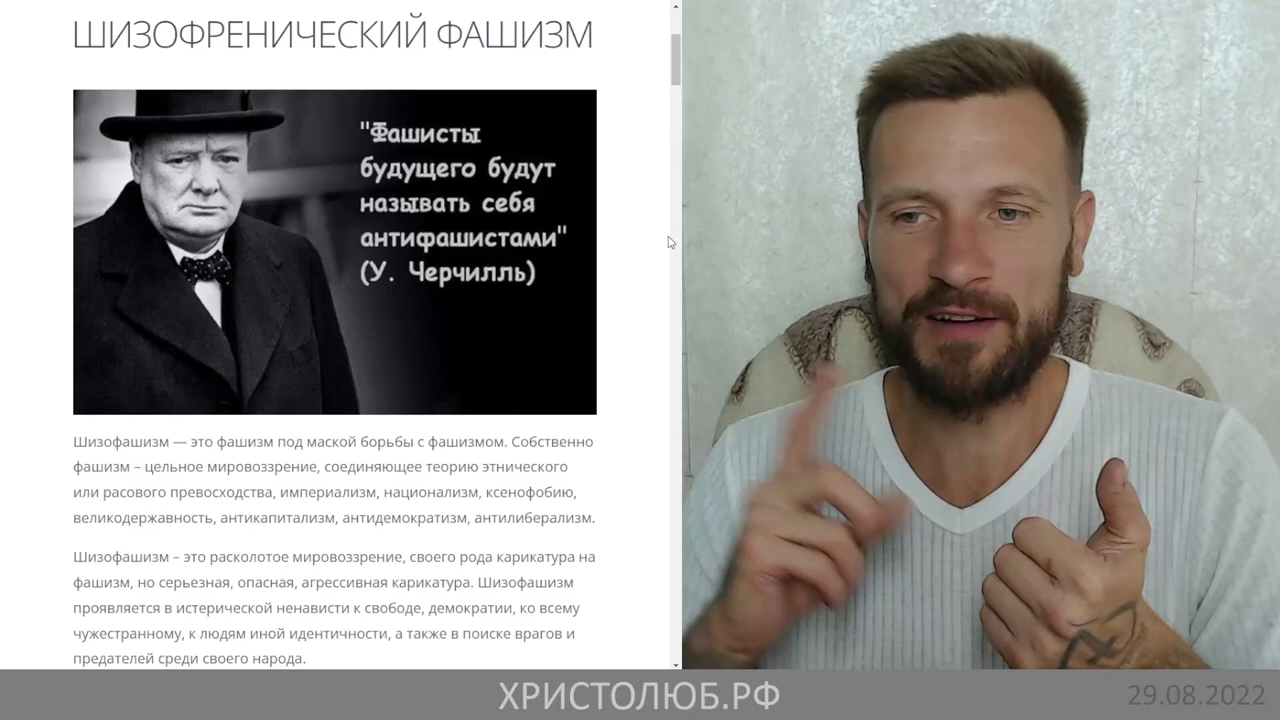 ШИЗОФРЕНИЧЕСКИЙ ФАШИЗМ
"Фашисты
будущего будут
называть себя
антифашистами"
(У. Черчилль)
Шизофашизм — это фашизм под маской борьбы с фашизмом. Собственно
фашизм – цельное мировоззрение, соединяющее теорию этнического
или расового превосходства, империализм, национализм, ксенофобию,
великодержавность, антикапитализм, антидемократизм, антилиберализм.
Шизофашизм – это расколотое мировоззрение, своего рода карикатура на
фашизм, но серьезная, опасная, агрессивная карикатура. Шизофашизм
проявляется в истерической ненависти к свободе, демократии, ко всему
чужестранному, к людям иной идентичности, а также в поиске врагов и
предателей среди своего народа.
ХРИСТОЛЮБ.РФ
29.08.2022